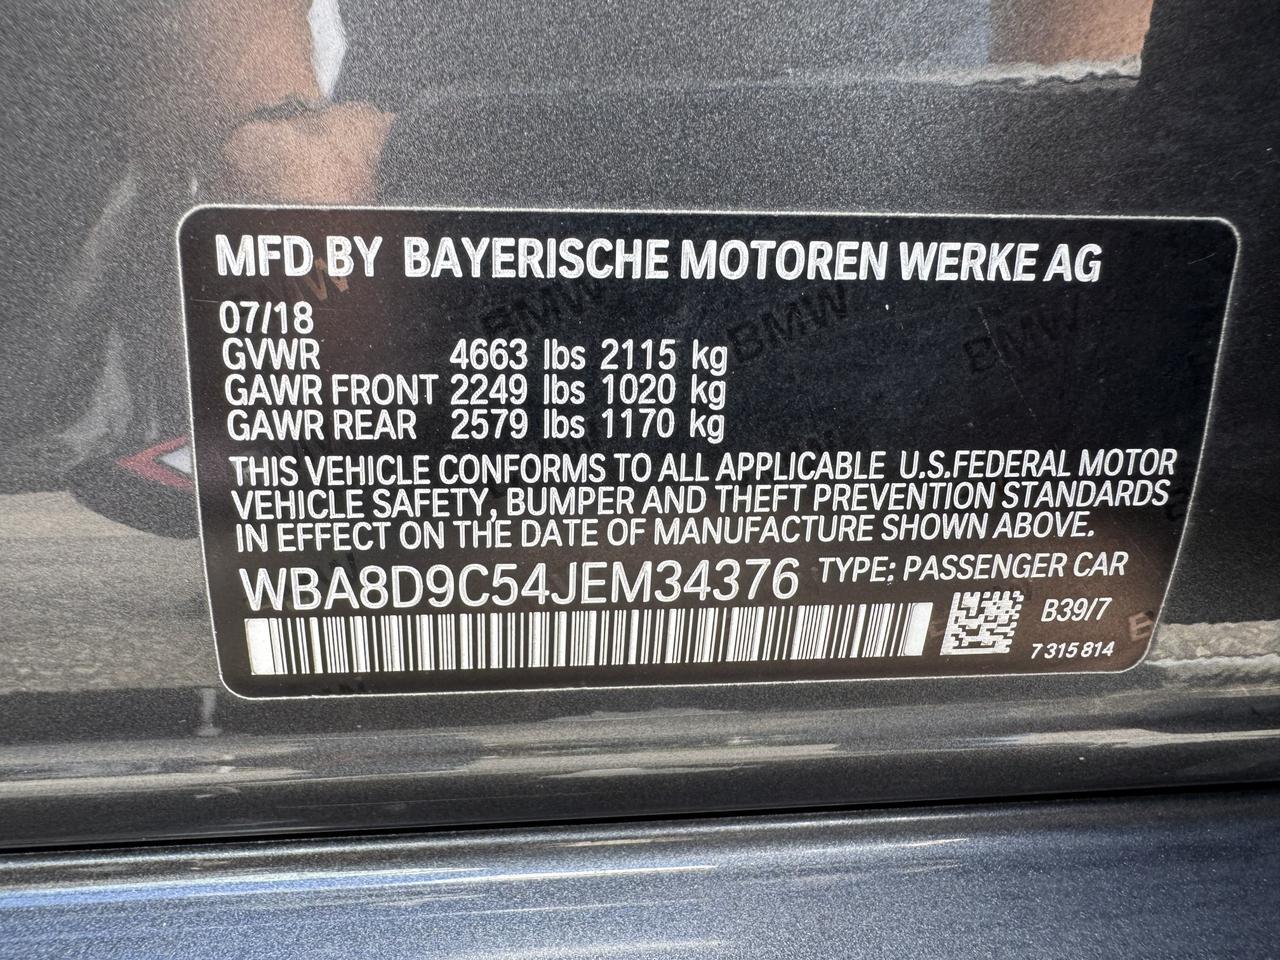 MFD BY BAYERISCHE MOTOREN WERKE AG
07/18
GVWR 4663 lbs 2115 kg
GAWR FRONT 2249 lbs 1020 kg
GAWR REAR 2579 lbs 1170 kg
THIS VEHICLE CONFORMS TO ALL APPLICABLE U.S.FEDERAL MOTOR
VEHICLE SAFETY, BUMPER AND THEFT PREVENTION STANDARDS
IN EFFECT ON THE DATE OF MANUFACTURE SHOWN ABOVE.
WBA8D9C54JEM34376 TYPE: PASSENGER CAR
B39/7
7 315 814
BMW
BMW
BMW